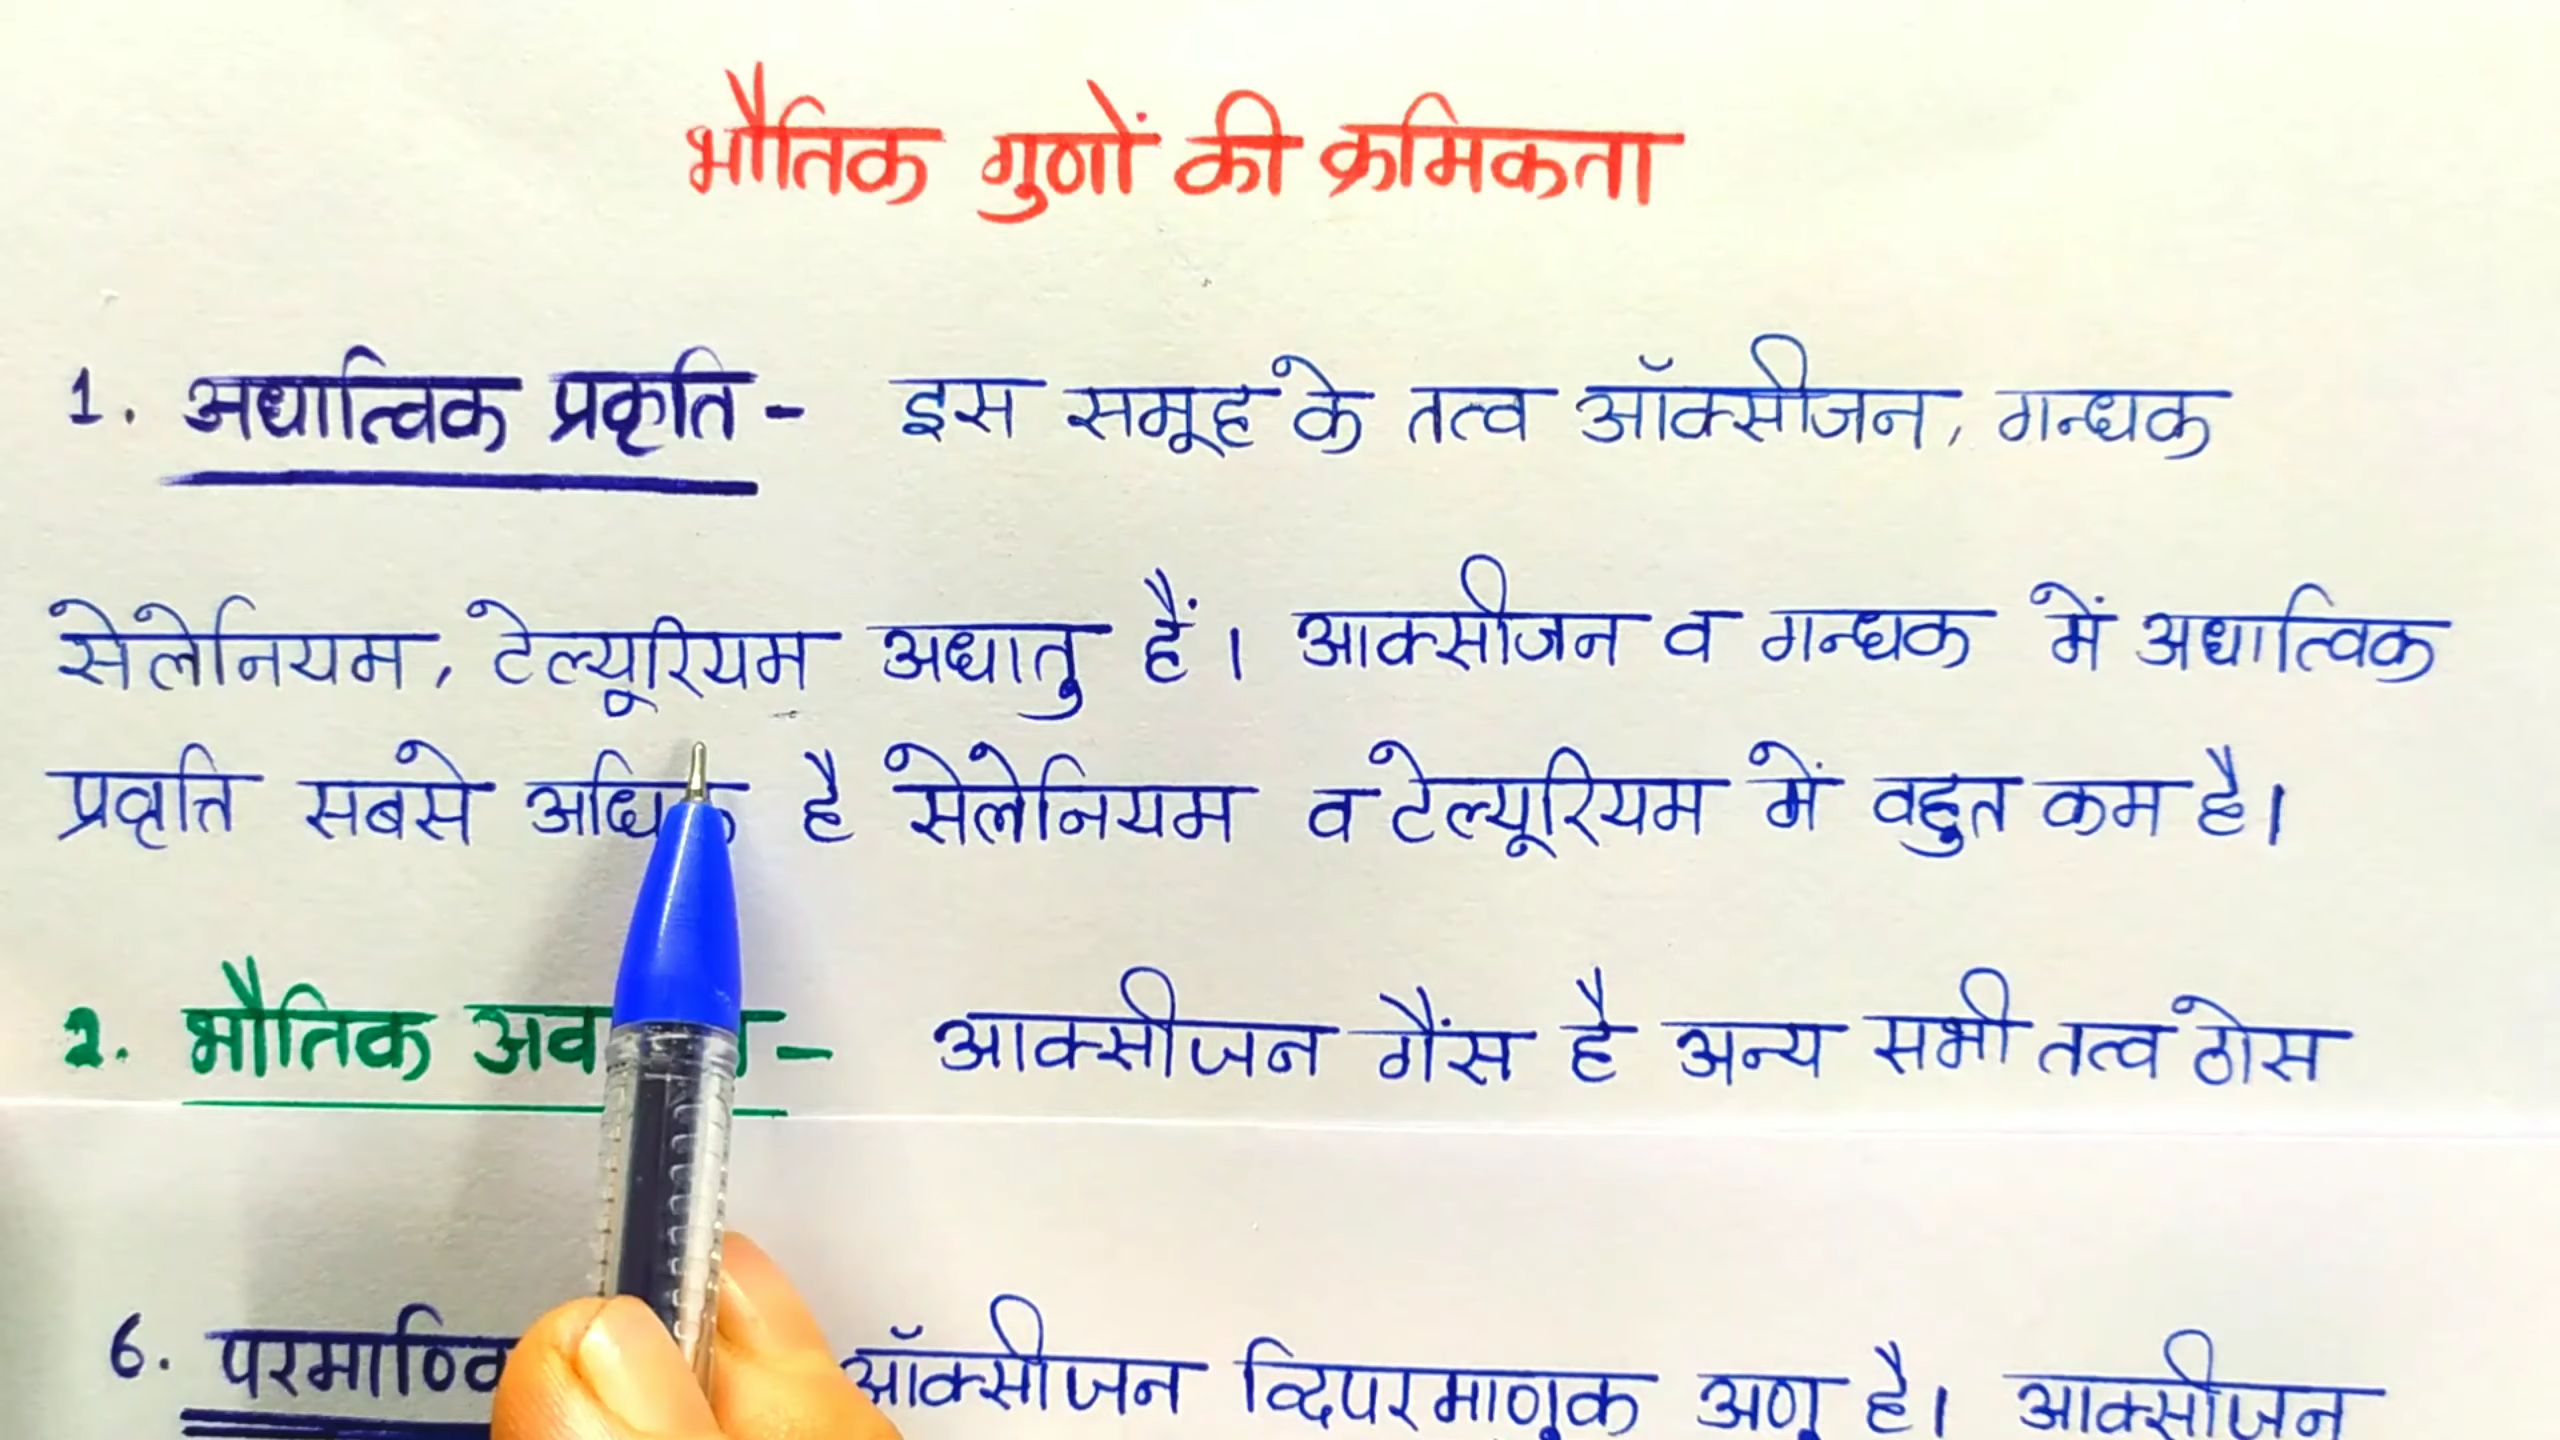 भौतिक गुणों की क्रमिकता
1. अधात्विक प्रकृति - इस समूह के तत्व ऑक्सीजन, गन्धक
सेलेनियम, टेल्यूरियम अधातु हैं। आक्सीजन व गन्धक में अधात्विक
प्रवृत्ति सबसे अधिक है सेलेनियम व टेल्यूरियम में वहुत कम है।
2. भौतिक - आक्सीजन गैंस है अन्य सभी तत्व ठोस
6. ऑक्सीजन द्विपरमाणुक अणु है। आक्सीजन